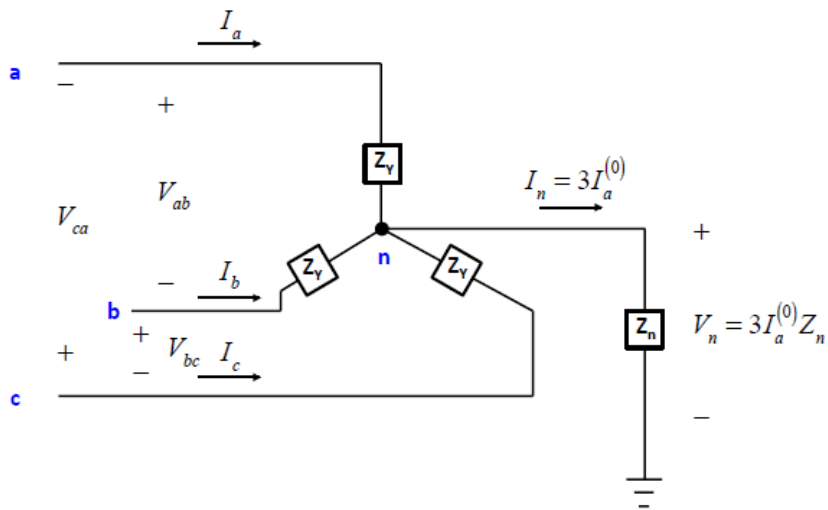 I_a
a
−
+
Z_Y
I_n = 3I_a^{(0)}
V_ab
V_ca
+
n
Z_Y
Z_Y
−
I_b
b
+
Z_n
V_n = 3I_a^{(0)} Z_n
+
V_bc
I_c
−
c
−